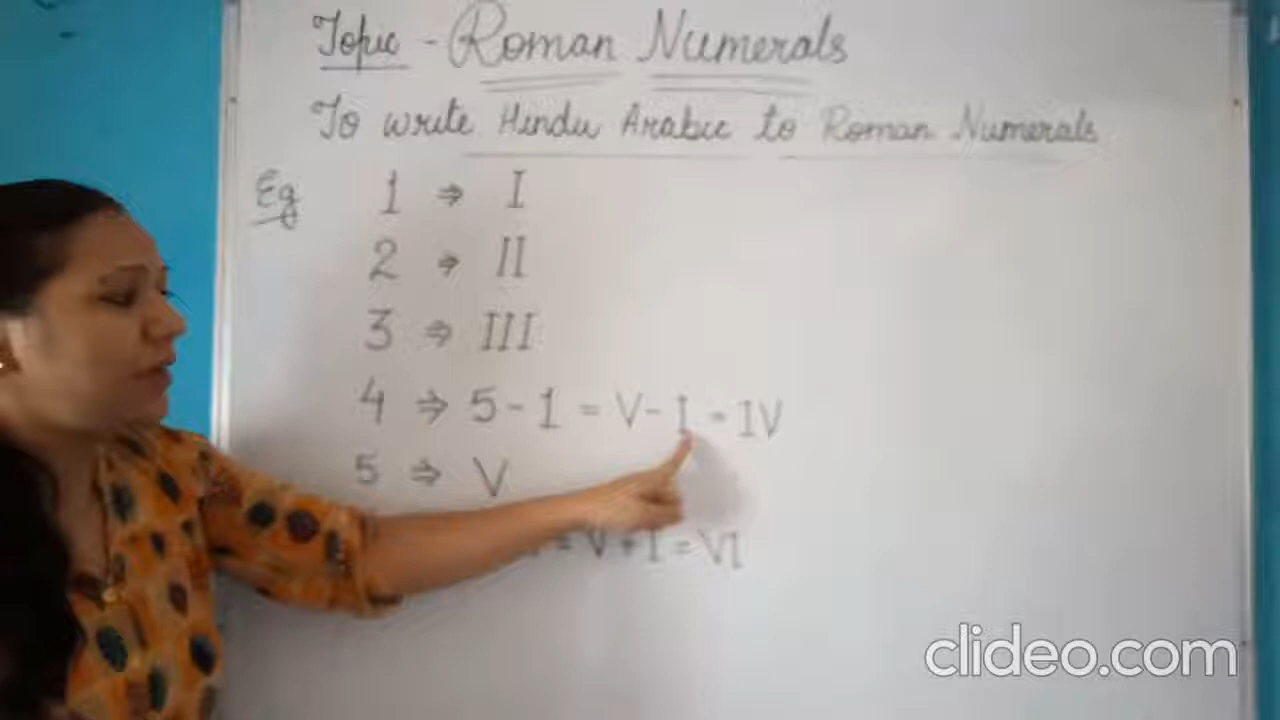 Topic - Roman Numerals
To write Hindu Arabic to Roman Numerals
Eg 1 ⇒ I
2 ⇒ II
3 ⇒ III
4 ⇒ 5 - 1 = V - I = IV
5 ⇒ V
= V + I = VI
clideo.com